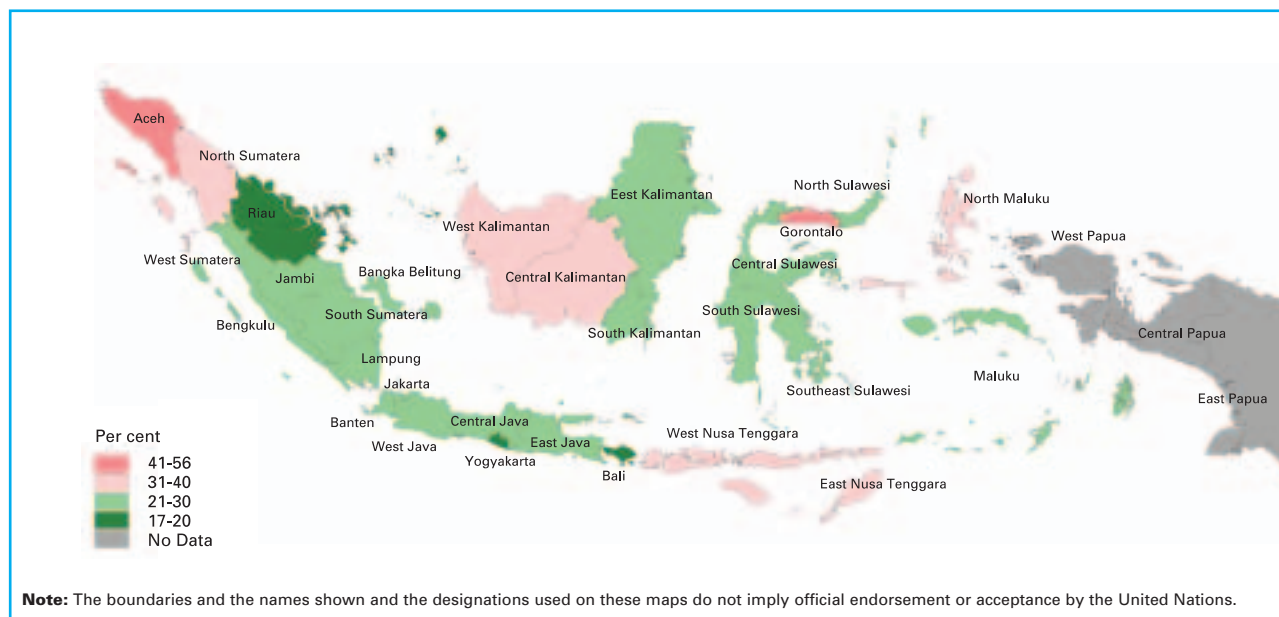 Aceh
North Sumatera
Riau
West Sumatera
Jambi
Bangka Belitung
South Sumatera
Bengkulu
Lampung
Jakarta
Banten
Central Java
West Java
East Java
Yogyakarta
Bali
West Kalimantan
Eest Kalimantan
Central Kalimantan
South Kalimantan
North Sulawesi
Gorontalo
Central Sulawesi
South Sulawesi
Southeast Sulawesi
North Maluku
Maluku
West Papua
Central Papua
East Papua
West Nusa Tenggara
East Nusa Tenggara
Per cent
41-56
31-40
21-30
17-20
No Data
Note: The boundaries and the names shown and the designations used on these maps do not imply official endorsement or acceptance by the United Nations.